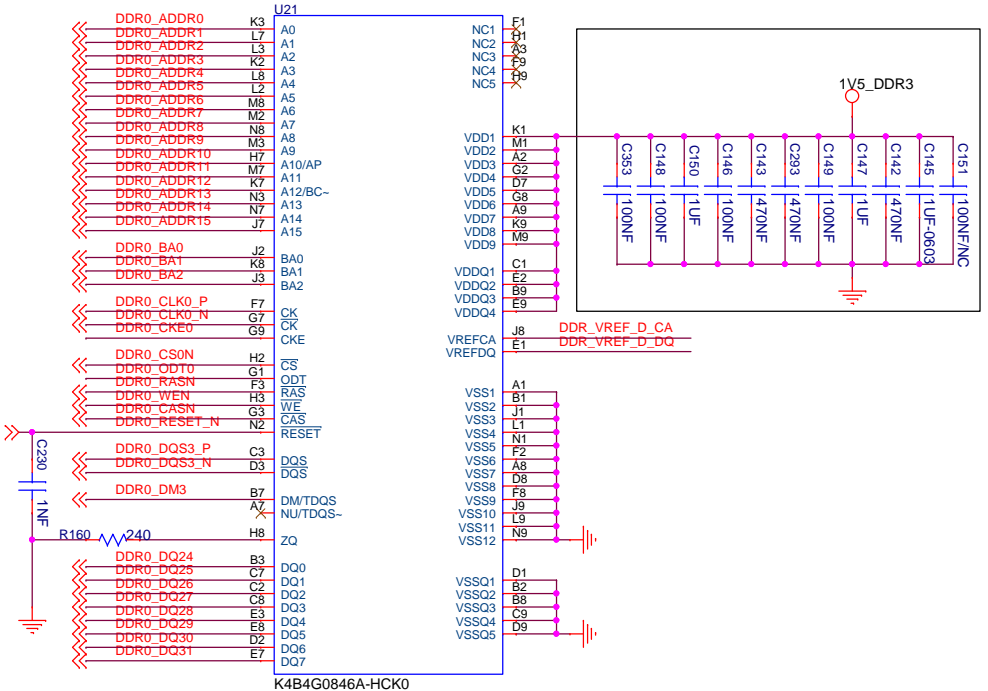 U21
DDR0_ADDR0 K3 A0
DDR0_ADDR1 L7 A1
DDR0_ADDR2 L3 A2
DDR0_ADDR3 K2 A3
DDR0_ADDR4 L8 A4
DDR0_ADDR5 L2 A5
DDR0_ADDR6 M8 A6
DDR0_ADDR7 M2 A7
DDR0_ADDR8 N8 A8
DDR0_ADDR9 M3 A9
DDR0_ADDR10 H7 A10/AP
DDR0_ADDR11 M7 A11
DDR0_ADDR12 K7 A12/BC~
DDR0_ADDR13 N3 A13
DDR0_ADDR14 N7 A14
DDR0_ADDR15 J7 A15
DDR0_BA0 J2 BA0
DDR0_BA1 K8 BA1
DDR0_BA2 J3 BA2
DDR0_CLK0_P F7 CK
DDR0_CLK0_N G7 CK
DDR0_CKE0 G9 CKE
DDR0_CS0N H2 CS
DDR0_ODT0 G1 ODT
DDR0_RASN F3 RAS
DDR0_WEN H3 WE
DDR0_CASN G3 CAS
DDR0_RESET_N N2 RESET
C230
1NF
DDR0_DQS3_P C3 DQS
DDR0_DQS3_N D3 DQS
DDR0_DM3 B7 DM/TDQS
A7 NU/TDQS~
R160 240 H8 ZQ
DDR0_DQ24 B3 DQ0
DDR0_DQ25 C7 DQ1
DDR0_DQ26 C2 DQ2
DDR0_DQ27 C8 DQ3
DDR0_DQ28 E3 DQ4
DDR0_DQ29 E8 DQ5
DDR0_DQ30 D2 DQ6
DDR0_DQ31 E7 DQ7
NC1 F1
NC2 H1
NC3 A3
NC4 F9
NC5 H9
VDD1 K1
VDD2 M1
VDD3 A2
VDD4 G2
VDD5 D7
VDD6 G8
VDD7 A9
VDD8 K9
VDD9 M9
VDDQ1 C1
VDDQ2 E2
VDDQ3 B9
VDDQ4 E9
VREFCA J8 DDR_VREF_D_CA
VREFDQ E1 DDR_VREF_D_DQ
VSS1 A1
VSS2 B1
VSS3 J1
VSS4 L1
VSS5 N1
VSS6 F2
VSS7 A8
VSS8 D8
VSS9 F8
VSS10 J9
VSS11 L9
VSS12 N9
VSSQ1 D1
VSSQ2 B2
VSSQ3 B8
VSSQ4 C9
VSSQ5 D9
1V5_DDR3
C353 100NF
C148 100NF
C150 1UF
C146 100NF
C143 470NF
C293 470NF
C149 100NF
C147 1UF
C142 470NF
C145 1UF-0603
C151 100NF/NC
K4B4G0846A-HCK0